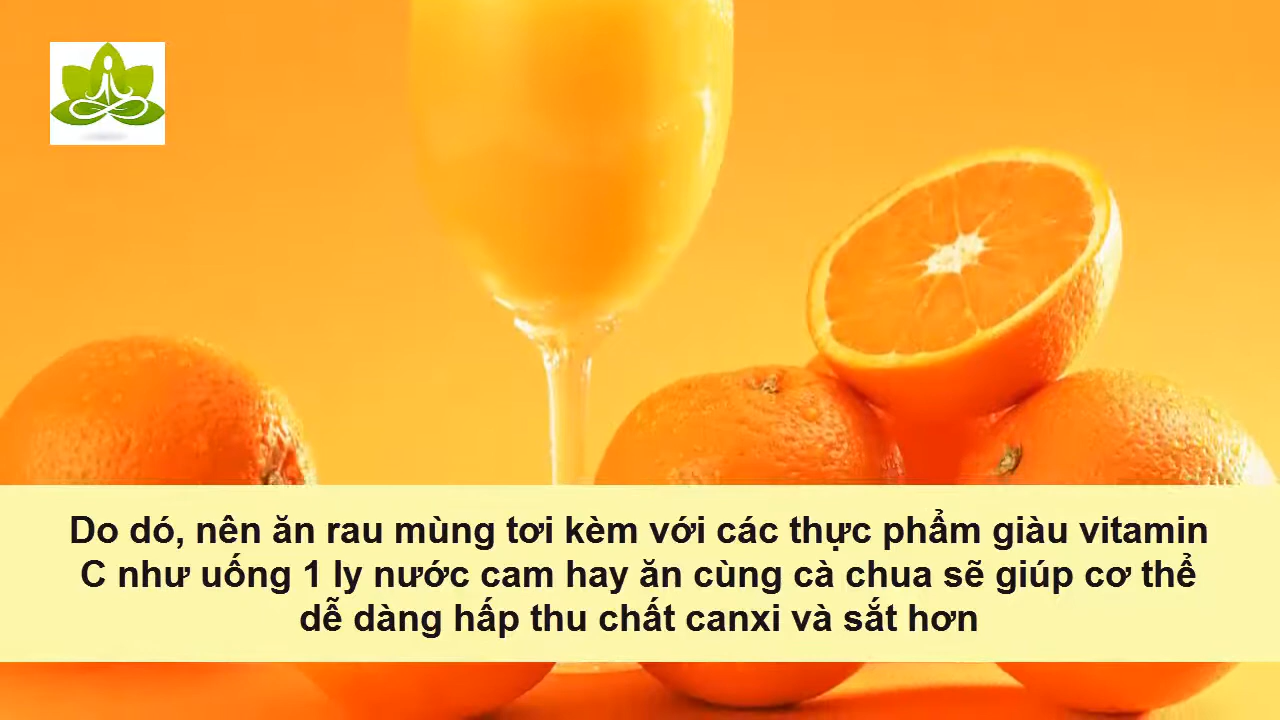 Do dó, nên ăn rau mùng tơi kèm với các thực phẩm giàu vitamin
C như uống 1 ly nước cam hay ăn cùng cà chua sẽ giúp cơ thể
dễ dàng hấp thu chất canxi và sắt hơn